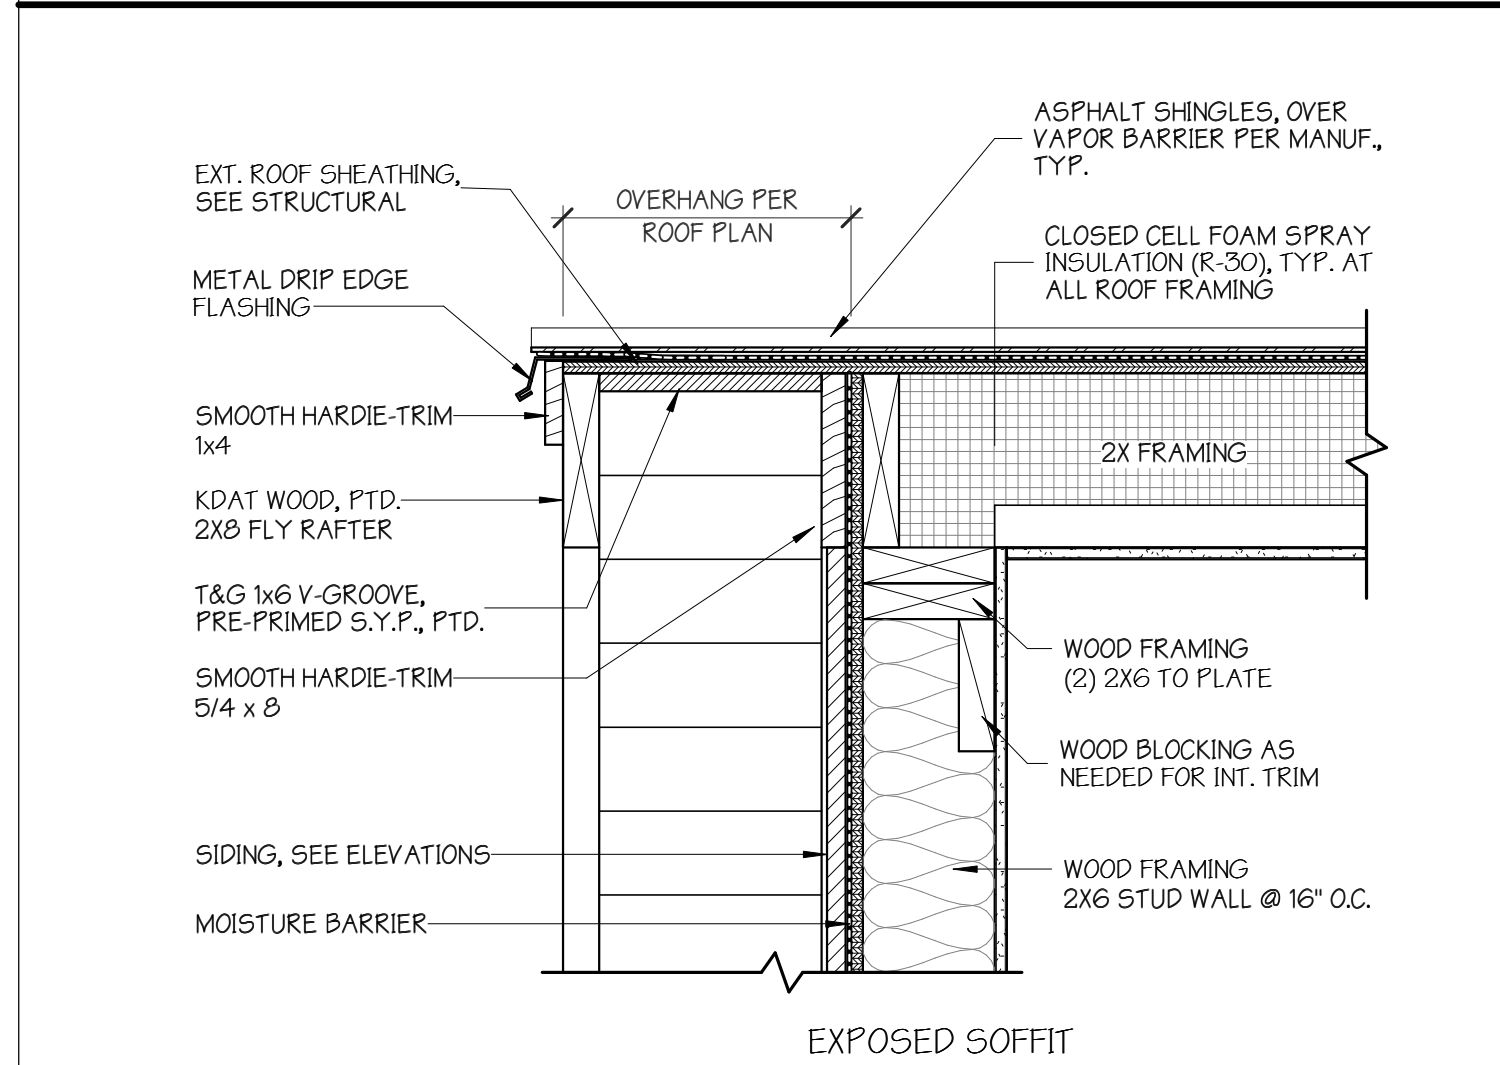 ASPHALT SHINGLES, OVER
VAPOR BARRIER PER MANUF.,
TYP.
EXT. ROOF SHEATHING,
SEE STRUCTURAL
OVERHANG PER
ROOF PLAN
CLOSED CELL FOAM SPRAY
INSULATION (R-30), TYP. AT
ALL ROOF FRAMING
METAL DRIP EDGE
FLASHING
SMOOTH HARDIE-TRIM
1x4
2X FRAMING
KDAT WOOD, PTD.
2X8 FLY RAFTER
T&G 1x6 V-GROOVE,
PRE-PRIMED S.Y.P., PTD.
SMOOTH HARDIE-TRIM
5/4 x 8
WOOD FRAMING
(2) 2X6 TO PLATE
WOOD BLOCKING AS
NEEDED FOR INT. TRIM
SIDING, SEE ELEVATIONS
WOOD FRAMING
2X6 STUD WALL @ 16" O.C.
MOISTURE BARRIER
EXPOSED SOFFIT